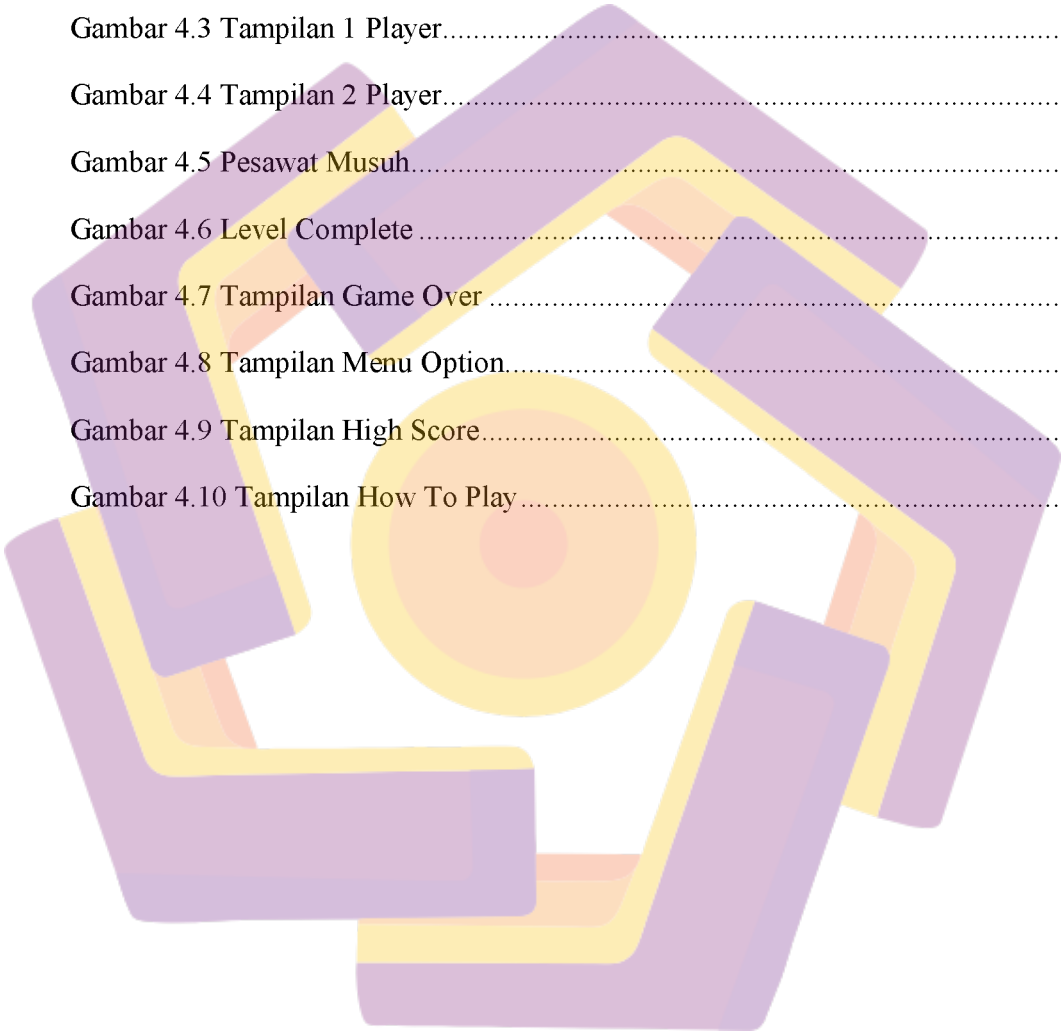 Gambar 4.3 Tampilan 1 Player..............................................................................
Gambar 4.4 Tampilan 2 Player..............................................................................
Gambar 4.5 Pesawat Musuh..................................................................................
Gambar 4.6 Level Complete .................................................................................
Gambar 4.7 Tampilan Game Over .........................................................................
Gambar 4.8 Tampilan Menu Option......................................................................
Gambar 4.9 Tampilan High Score.........................................................................
Gambar 4.10 Tampilan How To Play ....................................................................